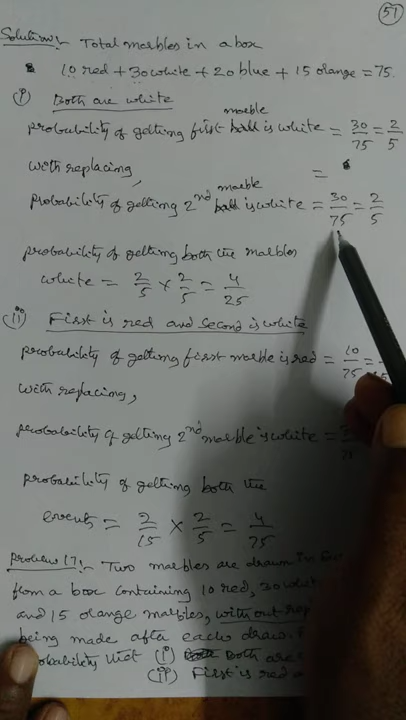 51
Solution:- Total marbles in a box
10 red + 30 white + 20 blue + 15 olange = 75.
(i) Both are white
probability of getting first marble is white = 30/75 = 2/5
with replacing, =
probability of getting 2nd marble is white = 30/75 = 2/5
probability of getting both the marbles
white = 2/5 × 2/5 = 4/25
(ii) First is red and second is white
probability of getting first marble is red = 10/75 =
with replacing,
probability of getting 2nd marble is white =
probability of getting both the
events = 2/15 × 2/5 = 4/75
Problem 17:- Two marbles are drawn in
from a box containing 10 red, 30
and 15 olange marbles, with out
being made after each draw.
probability that (i) Both are
(ii) First is red